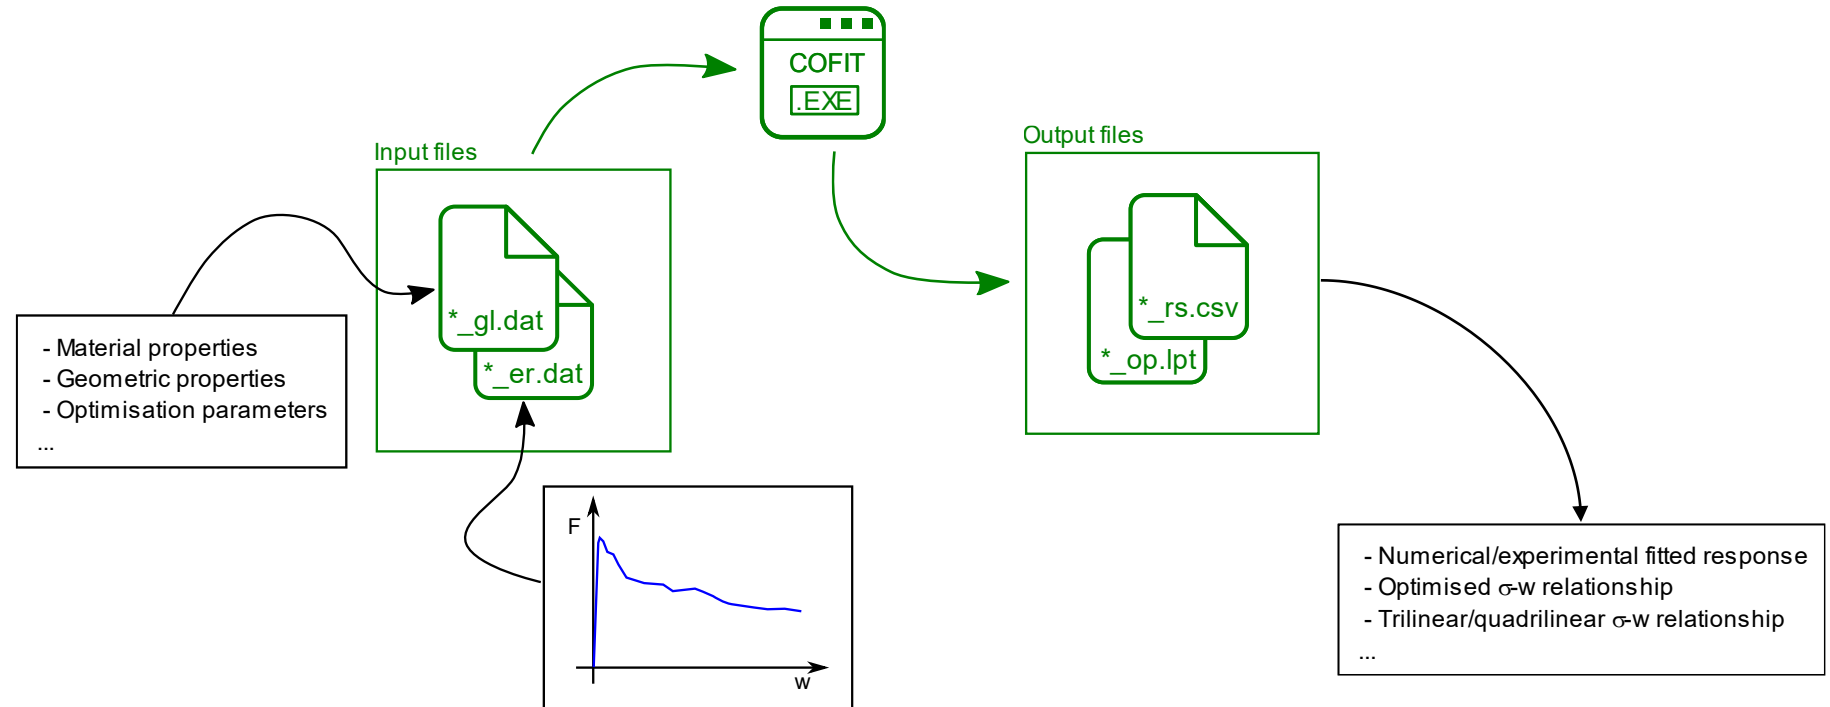 COFIT
.EXE
Input files
*_gl.dat
*_er.dat
- Material properties
- Geometric properties
- Optimisation parameters
...
F
w
Output files
*_rs.csv
*_op.lpt
- Numerical/experimental fitted response
- Optimised σ-w relationship
- Trilinear/quadrilinear σ-w relationship
...